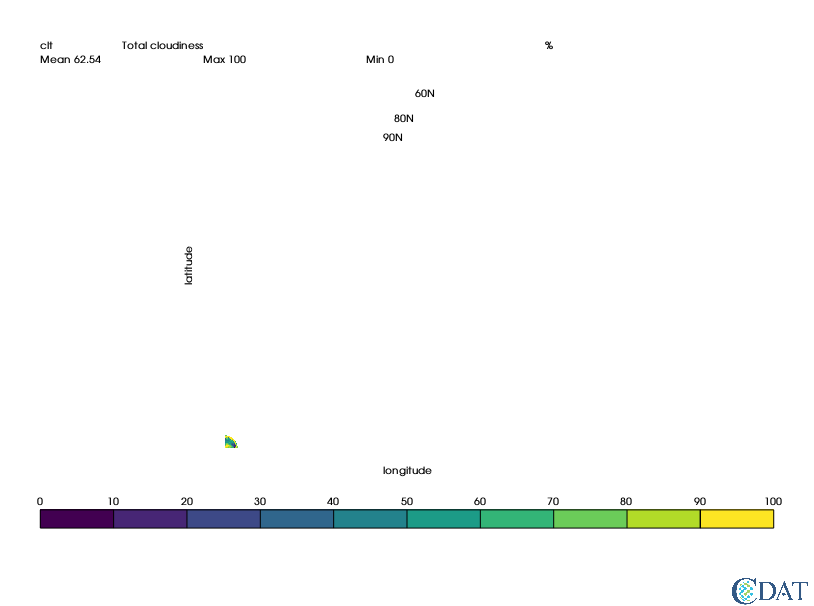 clt Total cloudiness %
Mean 62.54 Max 100 Min 0
60N
80N
90N
latitude
longitude
0 10 20 30 40 50 60 70 80 90 100
CDAT